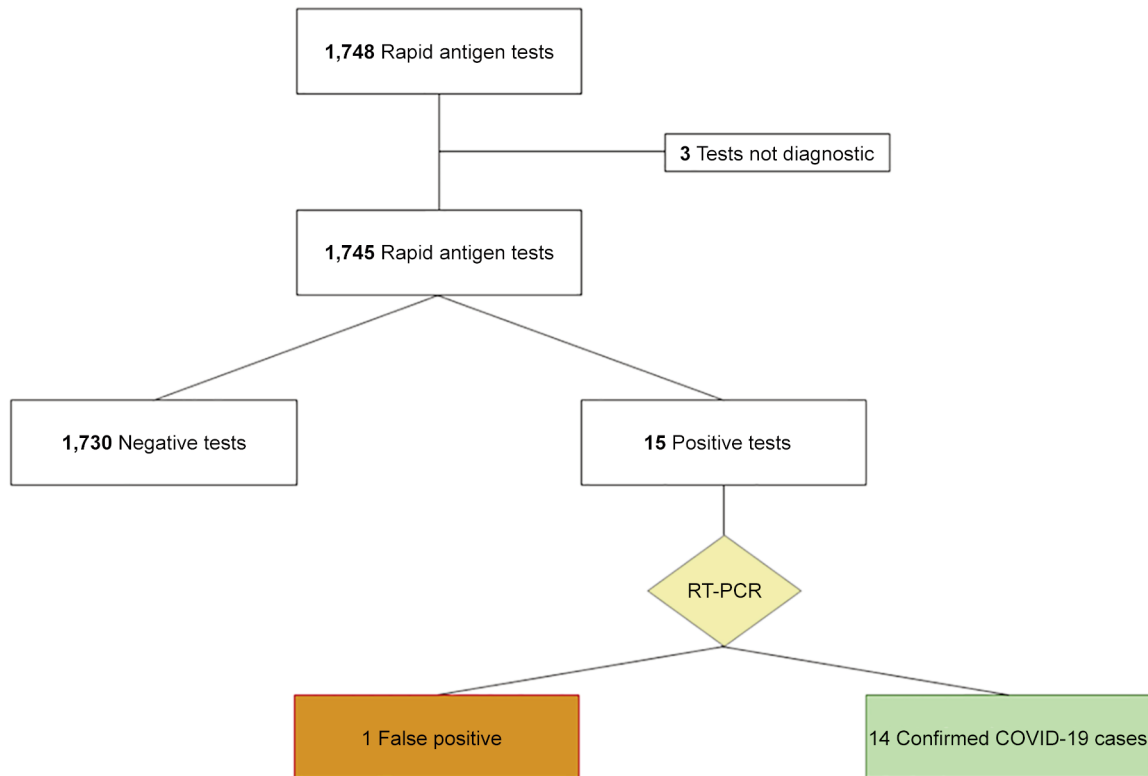 1,748 Rapid antigen tests
3 Tests not diagnostic
1,745 Rapid antigen tests
1,730 Negative tests
15 Positive tests
RT-PCR
1 False positive
14 Confirmed COVID-19 cases